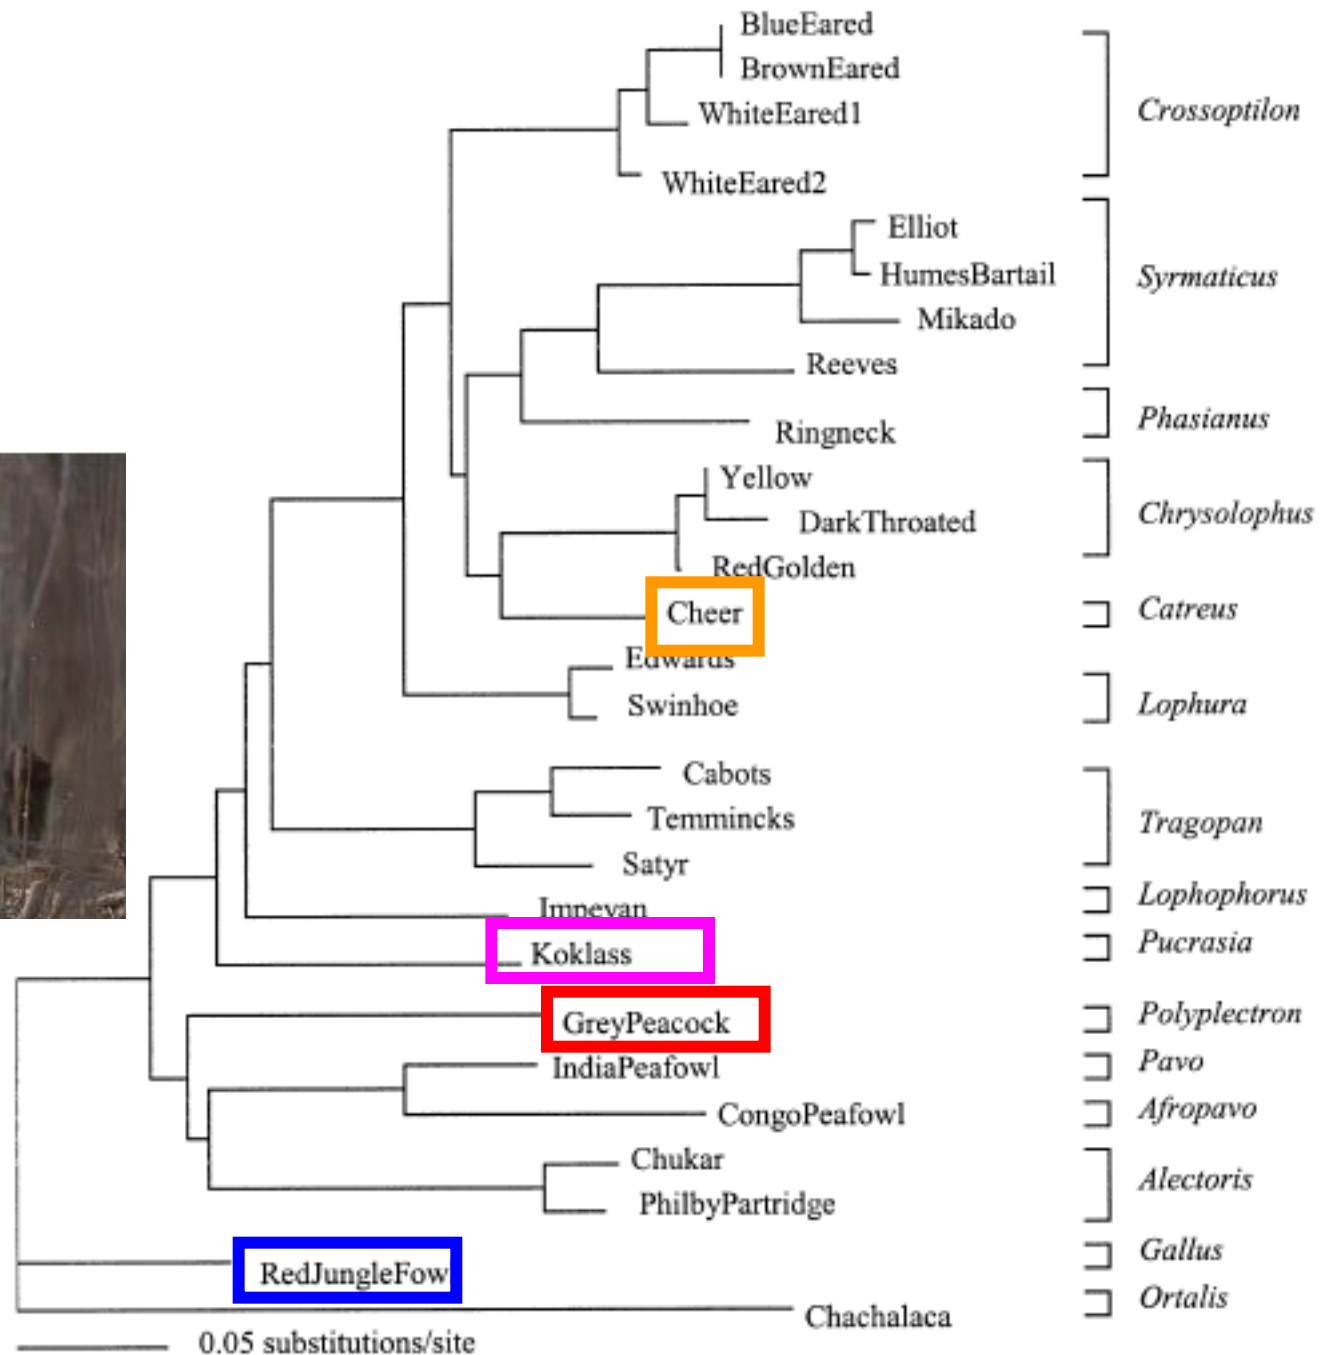 BlueEared
BrownEared
WhiteEared1
Crossoptilon
WhiteEared2
Elliot
HumesBartail
Syrmaticus
Mikado
Reeves
Ringneck
Phasianus
Yellow
DarkThroated
Chrysolophus
RedGolden
Cheer
Catreus
Edwards
Swinhoe
Lophura
Cabots
Temmincks
Tragopan
Satyr
Impeyan
Lophophorus
Koklass
Pucrasia
GreyPeacock
Polyplectron
IndiaPeafowl
Pavo
CongoPeafowl
Afropavo
Chukar
Alectoris
PhilbyPartridge
RedJungleFow
Gallus
Chachalaca
Ortalis
0.05 substitutions/site